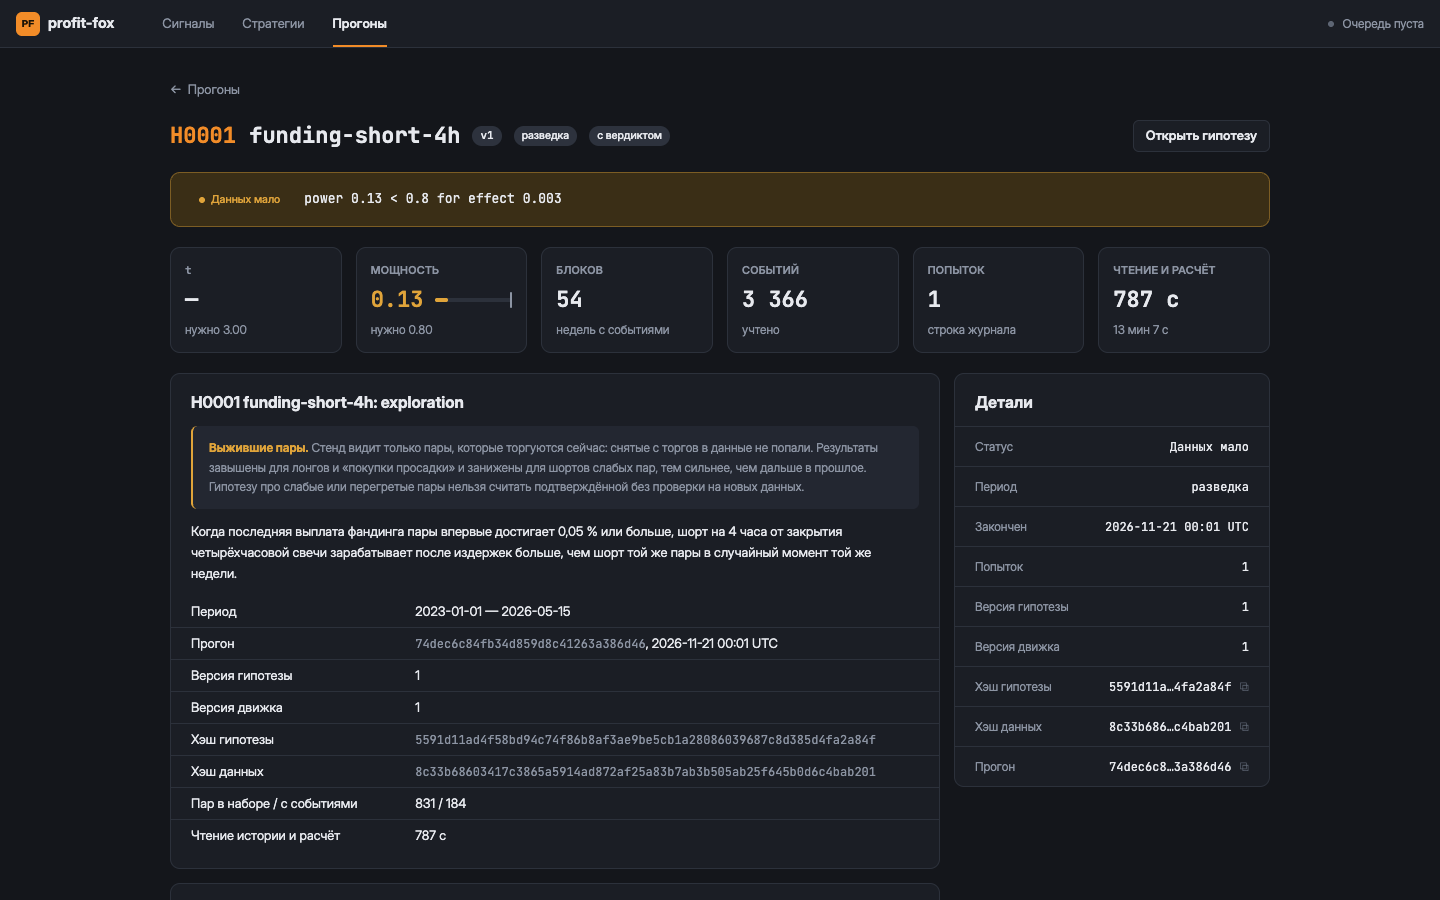 PF profit-fox Сигналы Стратегии Прогоны Очередь пуста
← Прогоны
H0001 funding-short-4h v1 разведка с вердиктом Открыть гипотезу
Данных мало power 0.13 < 0.8 for effect 0.003
t
—
нужно 3.00
МОЩНОСТЬ
0.13
нужно 0.80
БЛОКОВ
54
недель с событиями
СОБЫТИЙ
3 366
учтено
ПОПЫТОК
1
строка журнала
ЧТЕНИЕ И РАСЧЁТ
787 с
13 мин 7 с
H0001 funding-short-4h: exploration
Выжившие пары. Стенд видит только пары, которые торгуются сейчас: снятые с торгов в данные не попали. Результаты
завышены для лонгов и «покупки просадки» и занижены для шортов слабых пар, тем сильнее, чем дальше в прошлое.
Гипотезу про слабые или перегретые пары нельзя считать подтверждённой без проверки на новых данных.
Когда последняя выплата фандинга пары впервые достигает 0,05 % или больше, шорт на 4 часа от закрытия
четырёхчасовой свечи зарабатывает после издержек больше, чем шорт той же пары в случайный момент той же
недели.
Период 2023-01-01 — 2026-05-15
Прогон 74dec6c84fb34d859d8c41263a386d46, 2026-11-21 00:01 UTC
Версия гипотезы 1
Версия движка 1
Хэш гипотезы 5591d11ad4f58bd94c74f86b8af3ae9be5cb1a28086039687c8d385d4fa2a84f
Хэш данных 8c33b68603417c3865a5914ad872af25a83b7ab3b505ab25f645b0d6c4bab201
Пар в наборе / с событиями 831 / 184
Чтение истории и расчёт 787 с
Детали
Статус Данных мало
Период разведка
Закончен 2026-11-21 00:01 UTC
Попыток 1
Версия гипотезы 1
Версия движка 1
Хэш гипотезы 5591d11a…4fa2a84f
Хэш данных 8c33b686…c4bab201
Прогон 74dec6c8…3a386d46